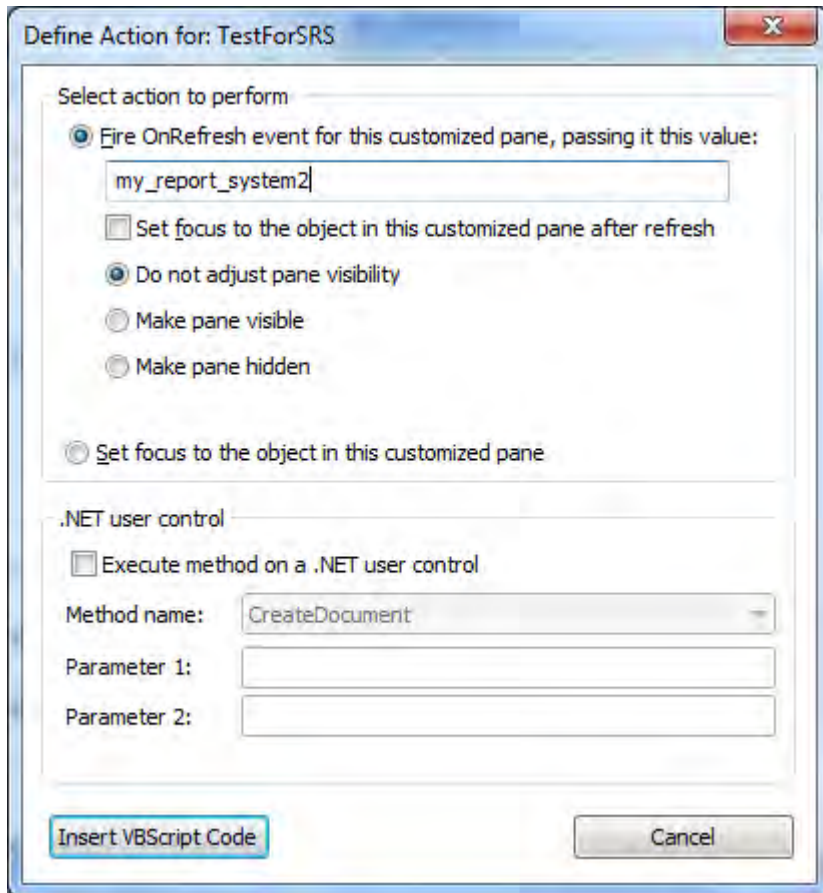 Define Action for: TestForSRS
Select action to perform
Fire OnRefresh event for this customized pane, passing it this value:
my_report_system2
Set focus to the object in this customized pane after refresh
Do not adjust pane visibility
Make pane visible
Make pane hidden
Set focus to the object in this customized pane
.NET user control
Execute method on a .NET user control
Method name: CreateDocument
Parameter 1:
Parameter 2:
Insert VBScript Code Cancel